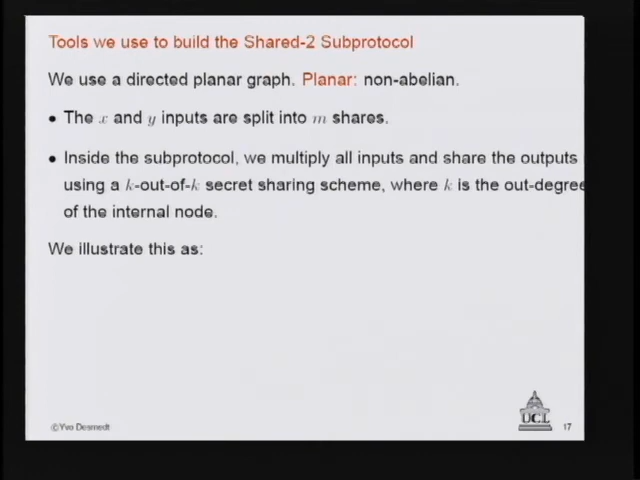 Tools we use to build the Shared-2 Subprotocol
We use a directed planar graph. Planar: non-abelian.
• The x and y inputs are split into m shares.
• Inside the subprotocol, we multiply all inputs and share the outputs
using a k-out-of-k secret sharing scheme, where k is the out-degree
of the internal node.
We illustrate this as:
©Yvo Desmedt
UCL
17